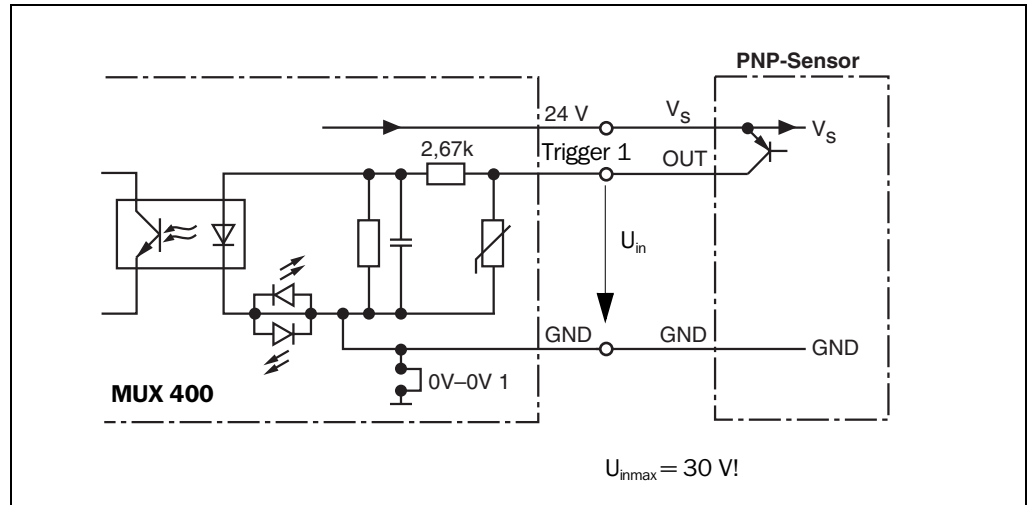 PNP-Sensor
24 V
V_S
V_S
2,67k
Trigger 1
OUT
U_in
GND
GND
GND
0V–0V 1
MUX 400
U_inmax = 30 V!